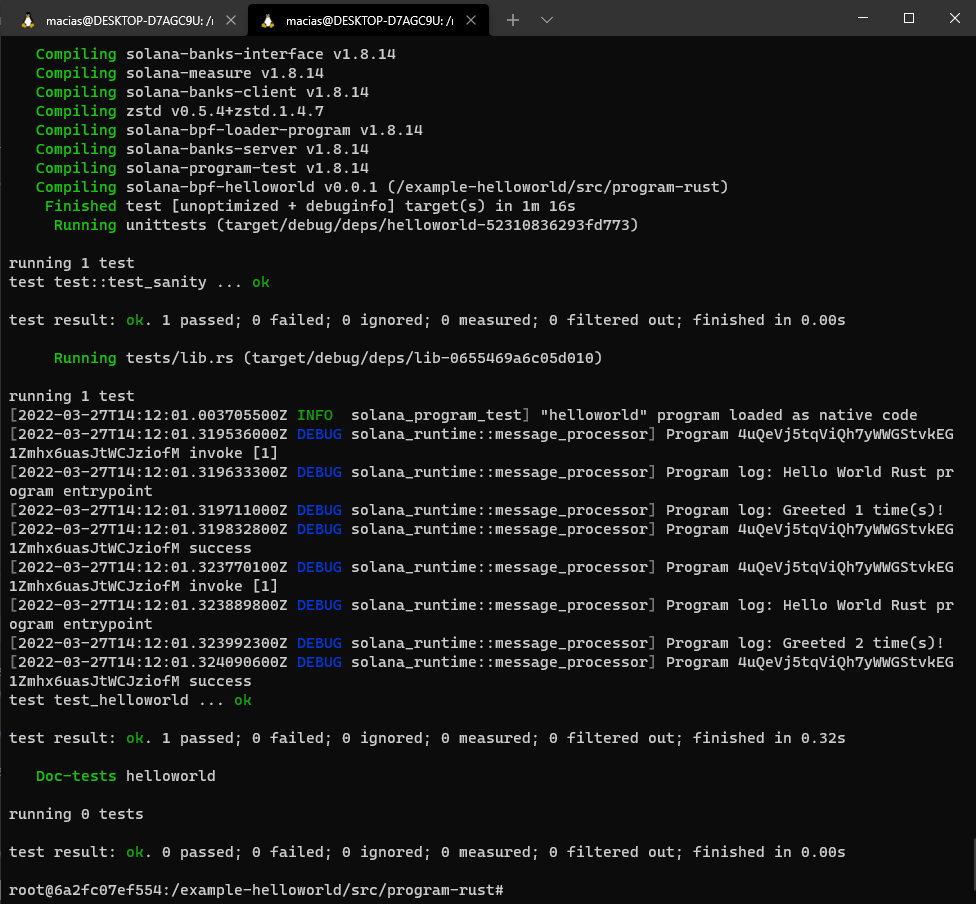 macias@DESKTOP-D7AGC9U: /r
macias@DESKTOP-D7AGC9U: /r
Compiling solana-banks-interface v1.8.14
Compiling solana-measure v1.8.14
Compiling solana-banks-client v1.8.14
Compiling zstd v0.5.4+zstd.1.4.7
Compiling solana-bpf-loader-program v1.8.14
Compiling solana-banks-server v1.8.14
Compiling solana-program-test v1.8.14
Compiling solana-bpf-helloworld v0.0.1 (/example-helloworld/src/program-rust)
Finished test [unoptimized + debuginfo] target(s) in 1m 16s
Running unittests (target/debug/deps/helloworld-52310836293fd773)
running 1 test
test test::test_sanity ... ok
test result: ok. 1 passed; 0 failed; 0 ignored; 0 measured; 0 filtered out; finished in 0.00s
Running tests/lib.rs (target/debug/deps/lib-0655469a6c05d010)
running 1 test
[2022-03-27T14:12:01.003705500Z INFO  solana_program_test] "helloworld" program loaded as native code
[2022-03-27T14:12:01.319536000Z DEBUG solana_runtime::message_processor] Program 4uQeVj5tqViQh7yWWGStvkEG
1Zmhx6uasJtWCJziofM invoke [1]
[2022-03-27T14:12:01.319633300Z DEBUG solana_runtime::message_processor] Program log: Hello World Rust pr
ogram entrypoint
[2022-03-27T14:12:01.319711000Z DEBUG solana_runtime::message_processor] Program log: Greeted 1 time(s)!
[2022-03-27T14:12:01.319832800Z DEBUG solana_runtime::message_processor] Program 4uQeVj5tqViQh7yWWGStvkEG
1Zmhx6uasJtWCJziofM success
[2022-03-27T14:12:01.323770100Z DEBUG solana_runtime::message_processor] Program 4uQeVj5tqViQh7yWWGStvkEG
1Zmhx6uasJtWCJziofM invoke [1]
[2022-03-27T14:12:01.323889800Z DEBUG solana_runtime::message_processor] Program log: Hello World Rust pr
ogram entrypoint
[2022-03-27T14:12:01.323992300Z DEBUG solana_runtime::message_processor] Program log: Greeted 2 time(s)!
[2022-03-27T14:12:01.324090600Z DEBUG solana_runtime::message_processor] Program 4uQeVj5tqViQh7yWWGStvkEG
1Zmhx6uasJtWCJziofM success
test test_helloworld ... ok
test result: ok. 1 passed; 0 failed; 0 ignored; 0 measured; 0 filtered out; finished in 0.32s
Doc-tests helloworld
running 0 tests
test result: ok. 0 passed; 0 failed; 0 ignored; 0 measured; 0 filtered out; finished in 0.00s
root@6a2fc07ef554:/example-helloworld/src/program-rust#